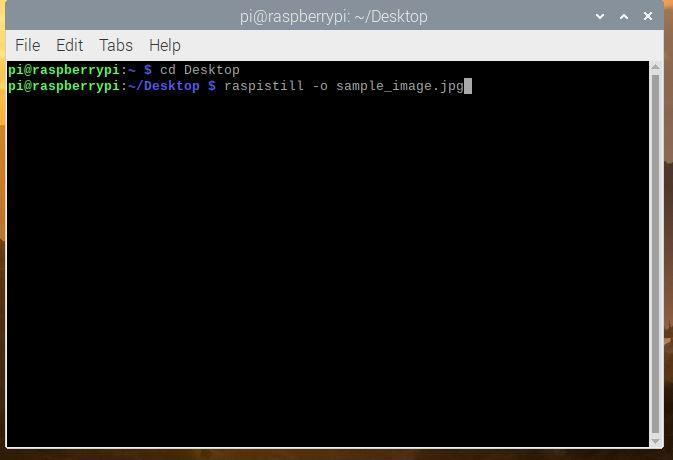 pi@raspberrypi: ~/Desktop
File Edit Tabs Help
pi@raspberrypi:~ $ cd Desktop
pi@raspberrypi:~/Desktop $ raspistill -o sample_image.jpg